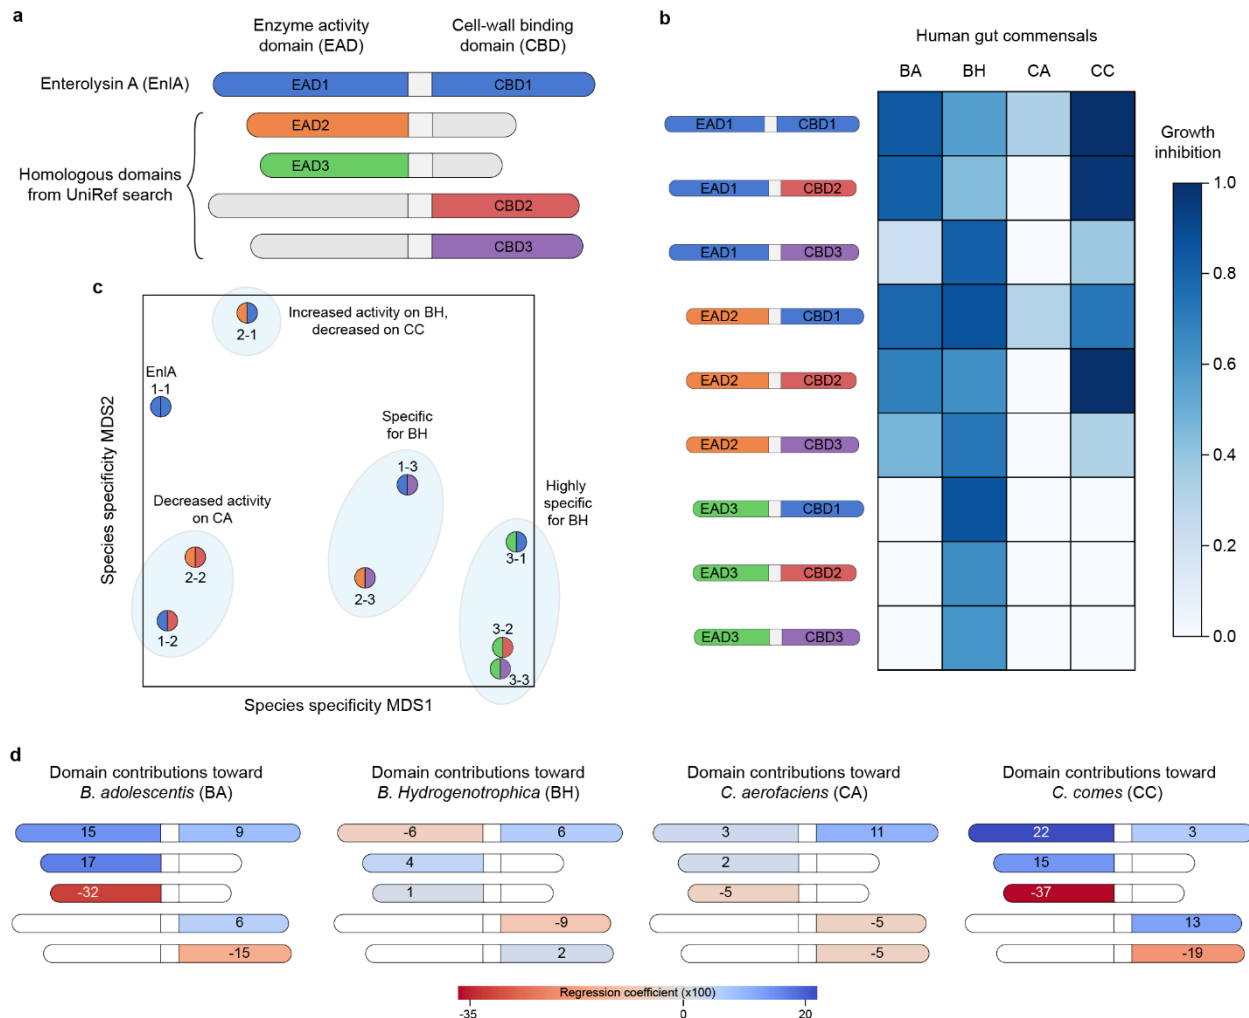 a
Enzyme activity
domain (EAD)
Cell-wall binding
domain (CBD)
Enterolysin A (EnlA)
EAD1
CBD1
EAD2
EAD3
Homologous domains
from UniRef search
CBD2
CBD3
b
Human gut commensals
BA BH CA CC
EAD1 CBD1
EAD1 CBD2
EAD1 CBD3
EAD2 CBD1
EAD2 CBD2
EAD2 CBD3
EAD3 CBD1
EAD3 CBD2
EAD3 CBD3
Growth
inhibition
1.0
0.8
0.6
0.4
0.2
0.0
c
Increased activity on BH,
decreased on CC
2-1
EnlA
1-1
Specific
for BH
1-3
2-3
Decreased activity
on CA
2-2
1-2
Highly
specific
for BH
3-1
3-2
3-3
Species specificity MDS2
Species specificity MDS1
d
Domain contributions toward
B. adolescentis (BA)
15 9
17
-32
6
-15
Domain contributions toward
B. Hydrogenotrophica (BH)
-6 6
4
1
-9
2
Domain contributions toward
C. aerofaciens (CA)
3 11
2
-5
-5
-5
Domain contributions toward
C. comes (CC)
22 3
15
-37
13
-19
Regression coefficient (x100)
-35 0 20